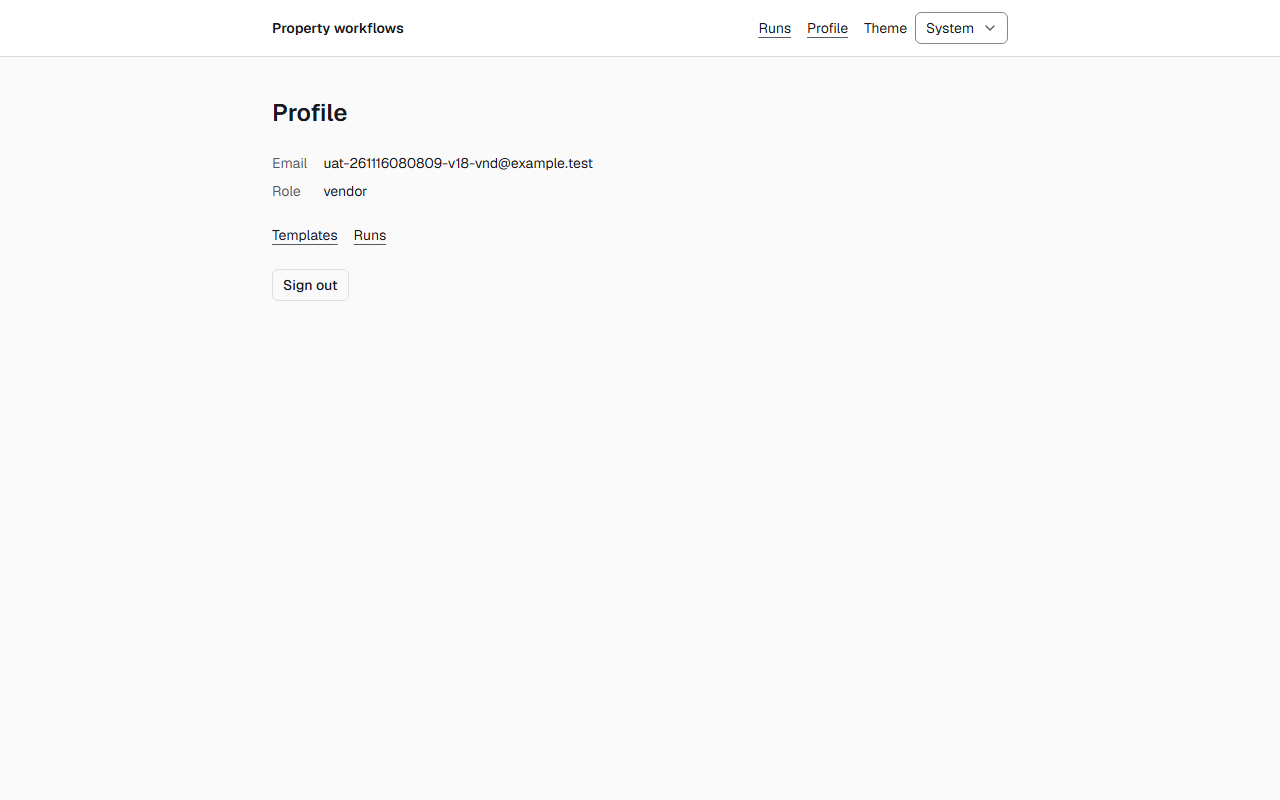 Property workflows Runs Profile Theme System
Profile
Email uat-261116080809-v18-vnd@example.test
Role vendor
Templates Runs
Sign out